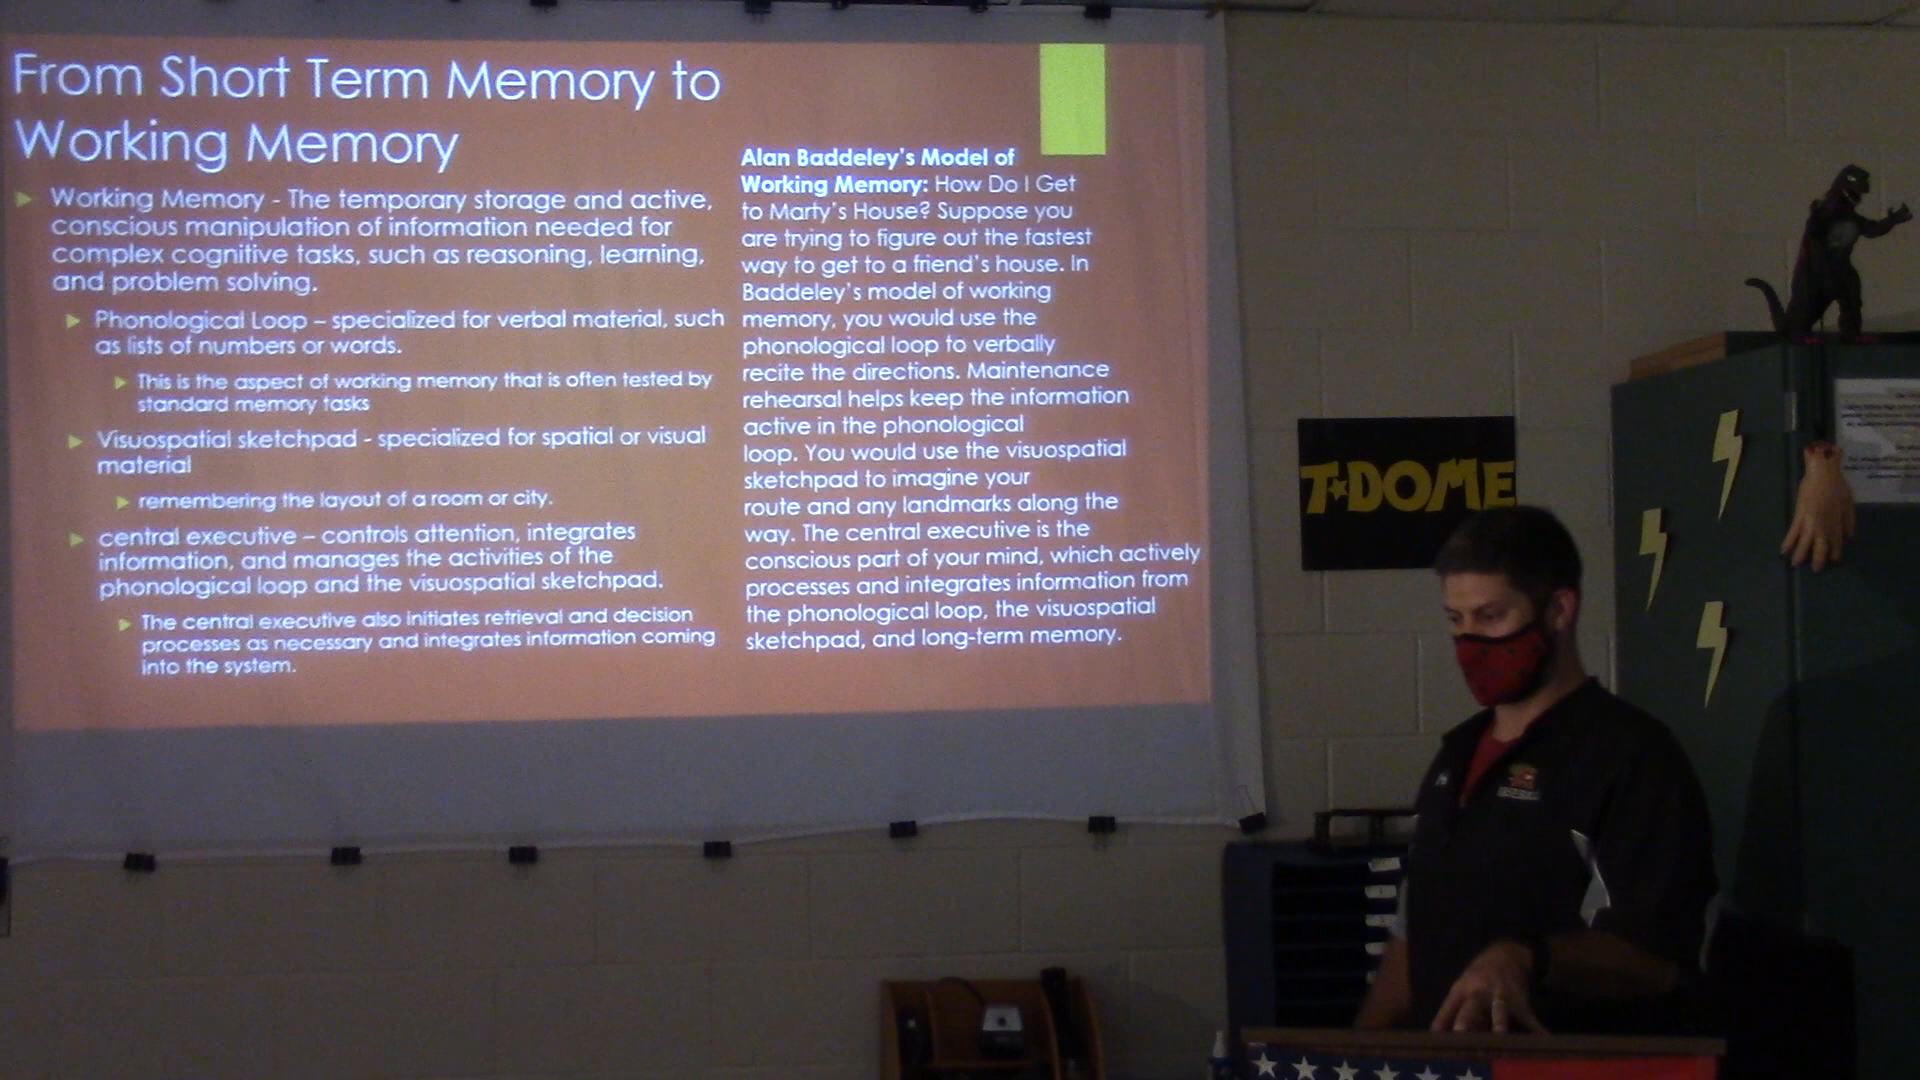 From Short Term Memory to
Working Memory
Working Memory - The temporary storage and active,
conscious manipulation of information needed for
complex cognitive tasks, such as reasoning, learning,
and problem solving.
Phonological Loop – specialized for verbal material, such
as lists of numbers or words.
This is the aspect of working memory that is often tested by
standard memory tasks
Visuospatial sketchpad - specialized for spatial or visual
material
remembering the layout of a room or city.
central executive – controls attention, integrates
information, and manages the activities of the
phonological loop and the visuospatial sketchpad.
The central executive also initiates retrieval and decision
processes as necessary and integrates information coming
into the system.
Alan Baddeley's Model of
Working Memory: How Do I Get
to Marty's House? Suppose you
are trying to figure out the fastest
way to get to a friend's house. In
Baddeley's model of working
memory, you would use the
phonological loop to verbally
recite the directions. Maintenance
rehearsal helps keep the information
active in the phonological
loop. You would use the visuospatial
sketchpad to imagine your
route and any landmarks along the
way. The central executive is the
conscious part of your mind, which actively
processes and integrates information from
the phonological loop, the visuospatial
sketchpad, and long-term memory.
T★DOME